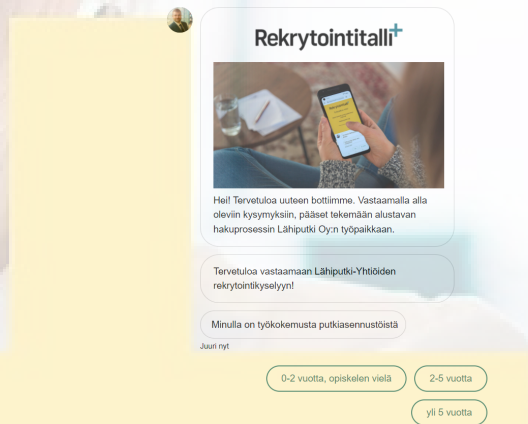 Rekrytointitalli+
Hei! Tervetuloa uuteen bottiimme. Vastaamalla alla
oleviin kysymyksiin, pääset tekemään alustavan
hakuprosessin Lähiputki Oy:n työpaikkaan.
Tervetuloa vastaamaan Lähiputki-Yhtiöiden
rekrytointikyselyyn!
Minulla on työkokemusta putkiasennustöistä
Juuri nyt
0-2 vuotta, opiskelen vielä
2-5 vuotta
yli 5 vuotta